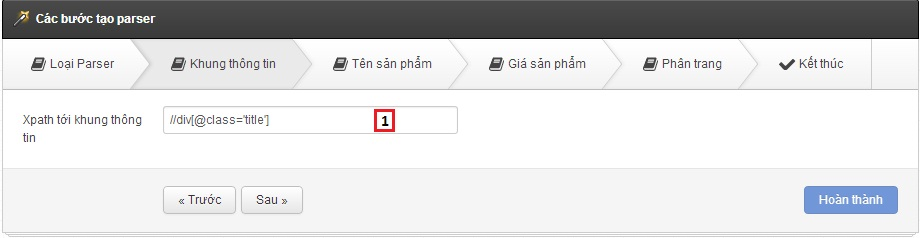 Các bước tạo parser
Loại Parser
Khung thông tin
Tên sản phẩm
Giá sản phẩm
Phân trang
Kết thúc
Xpath tới khung thông
tin
//div[@class='title']
1
« Trước
Sau »
Hoàn thành